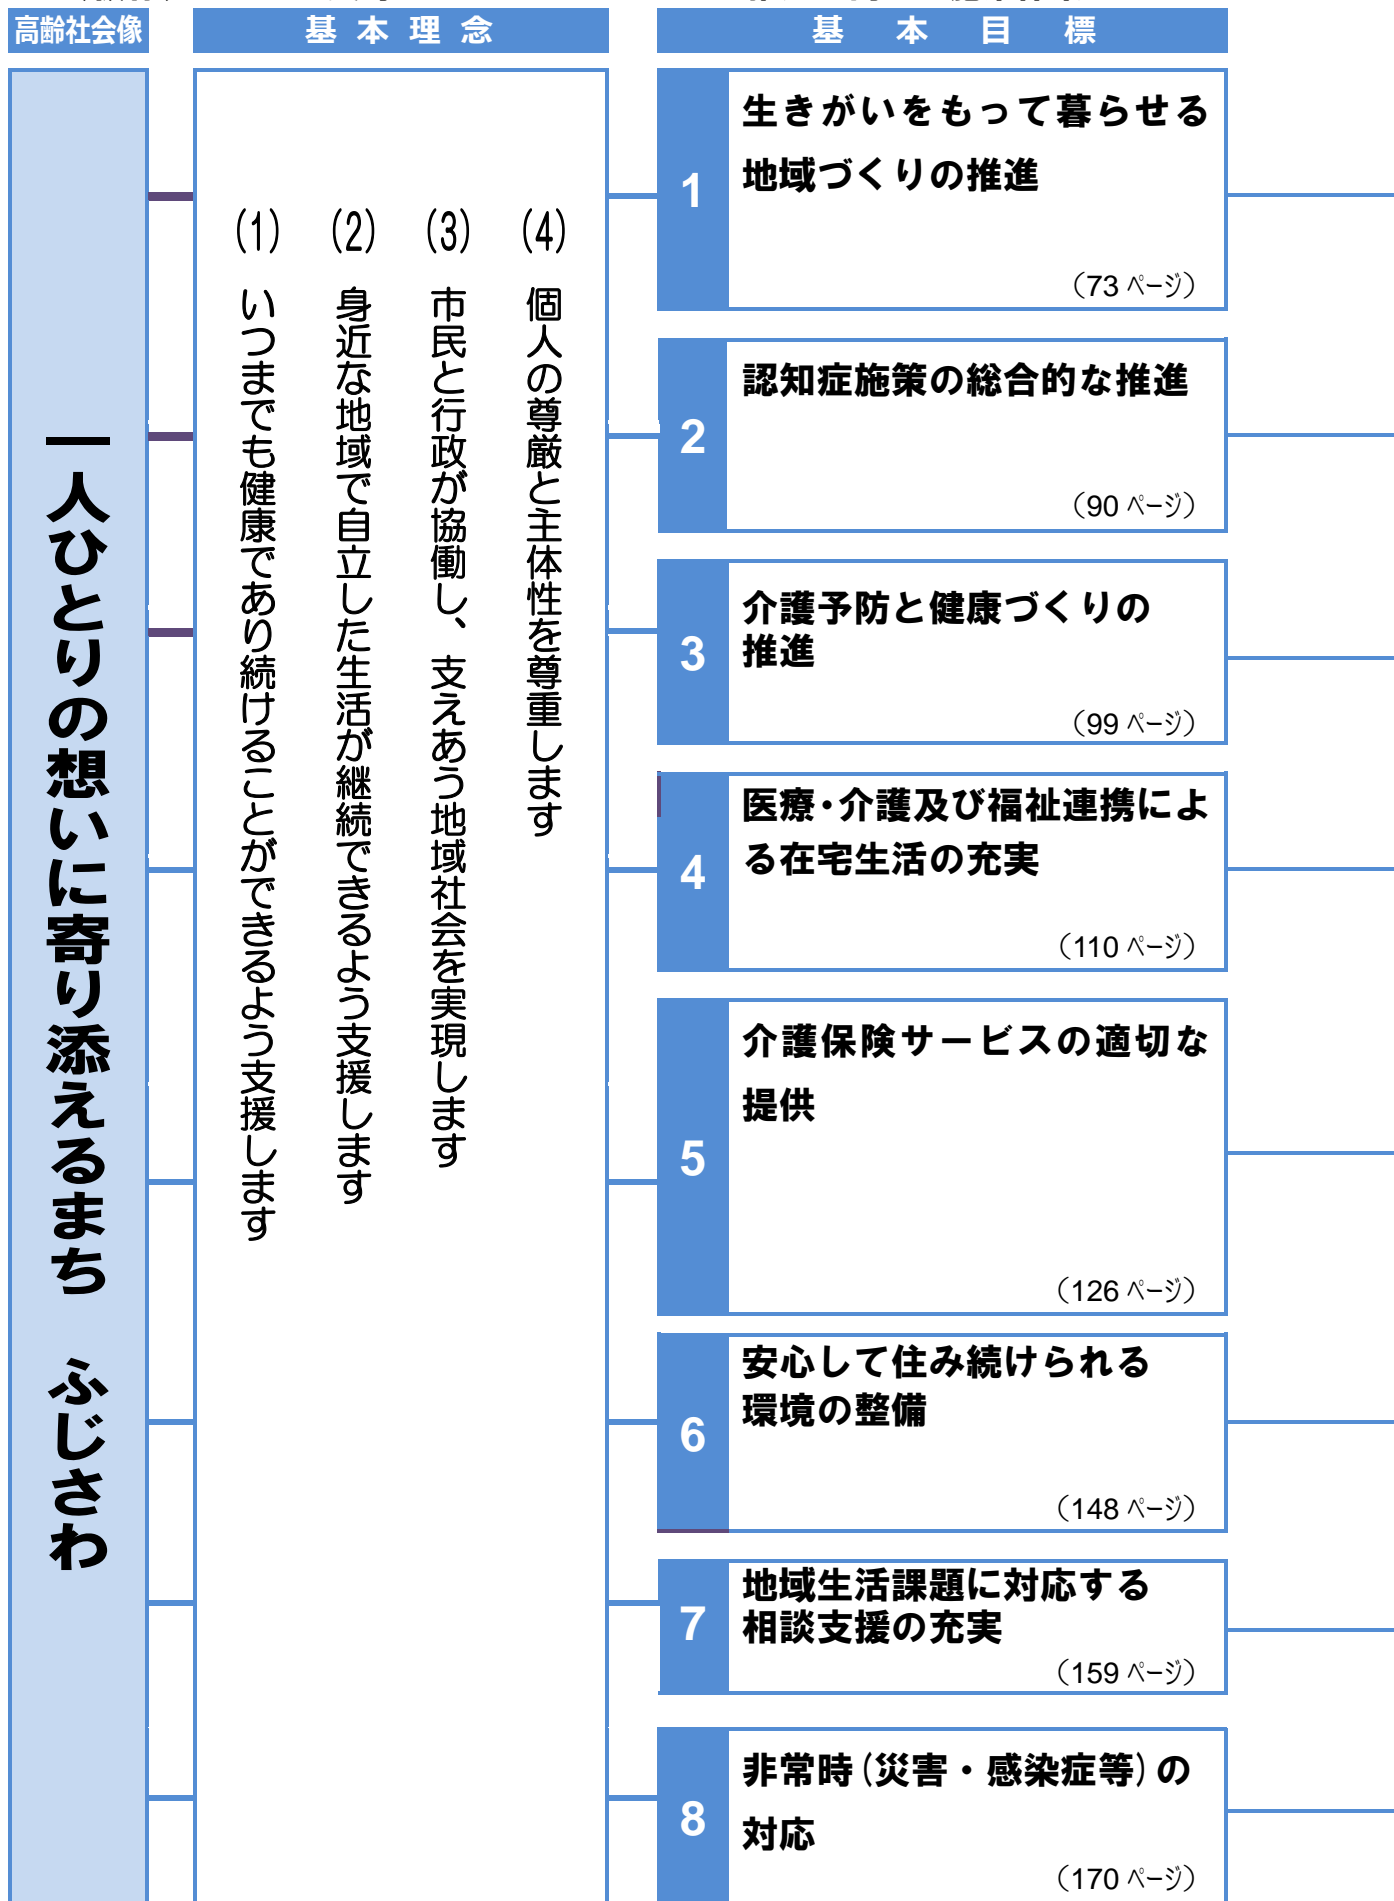 高齢社会像
基本理念
基本目標
一人ひとりの想いに寄り添えるまち　ふじさわ
(1) いつまでも健康であり続けることができるよう支援します
(2) 身近な地域で自立した生活が継続できるよう支援します
(3) 市民と行政が協働し、支えあう地域社会を実現します
(4) 個人の尊厳と主体性を尊重します
1
生きがいをもって暮らせる
地域づくりの推進
（73 ページ）
2
認知症施策の総合的な推進
（90 ページ）
3
介護予防と健康づくりの
推進
（99 ページ）
4
医療・介護及び福祉連携によ
る在宅生活の充実
（110 ページ）
5
介護保険サービスの適切な
提供
（126 ページ）
6
安心して住み続けられる
環境の整備
（148 ページ）
7
地域生活課題に対応する
相談支援の充実
（159 ページ）
8
非常時(災害・感染症等)の
対応
（170 ページ）